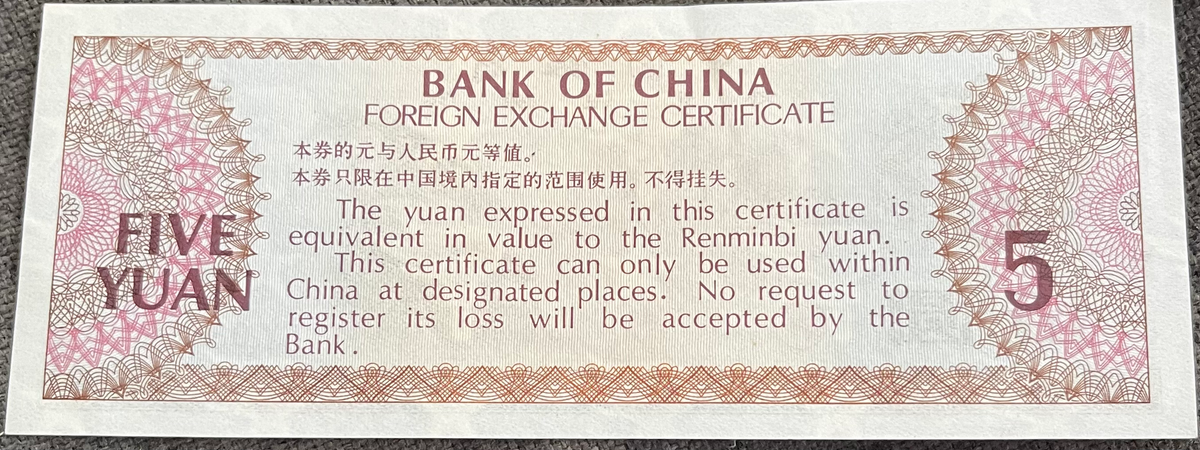 BANK OF CHINA
FOREIGN EXCHANGE CERTIFICATE
本券的元与人民币元等值。
本券只限在中国境内指定的范围使用。不得挂失。
The yuan expressed in this certificate is
equivalent in value to the Renminbi yuan.
This certificate can only be used within
China at designated places. No request to
register its loss will be accepted by the
Bank.
FIVE
YUAN
5